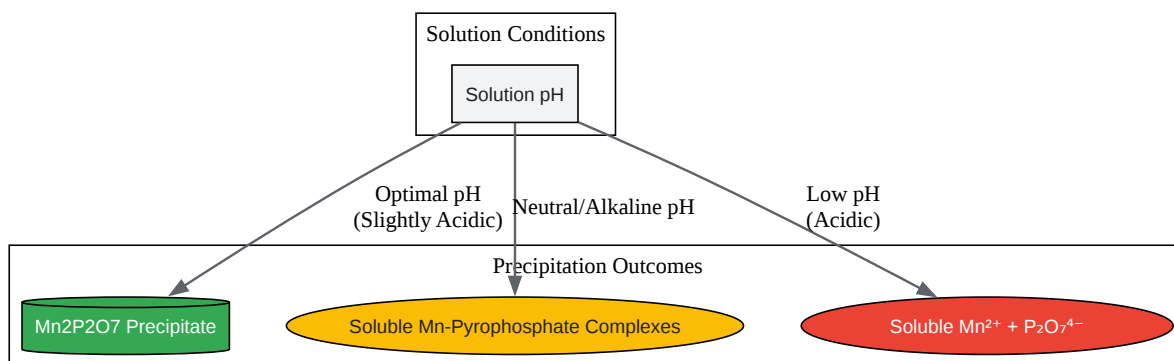 Solution Conditions
Solution pH
Optimal pH
(Slightly Acidic)
Neutral/Alkaline pH
Low pH
(Acidic)
Precipitation Outcomes
Mn2P2O7 Precipitate
Soluble Mn-Pyrophosphate Complexes
Soluble Mn²⁺ + P₂O₇⁴⁻